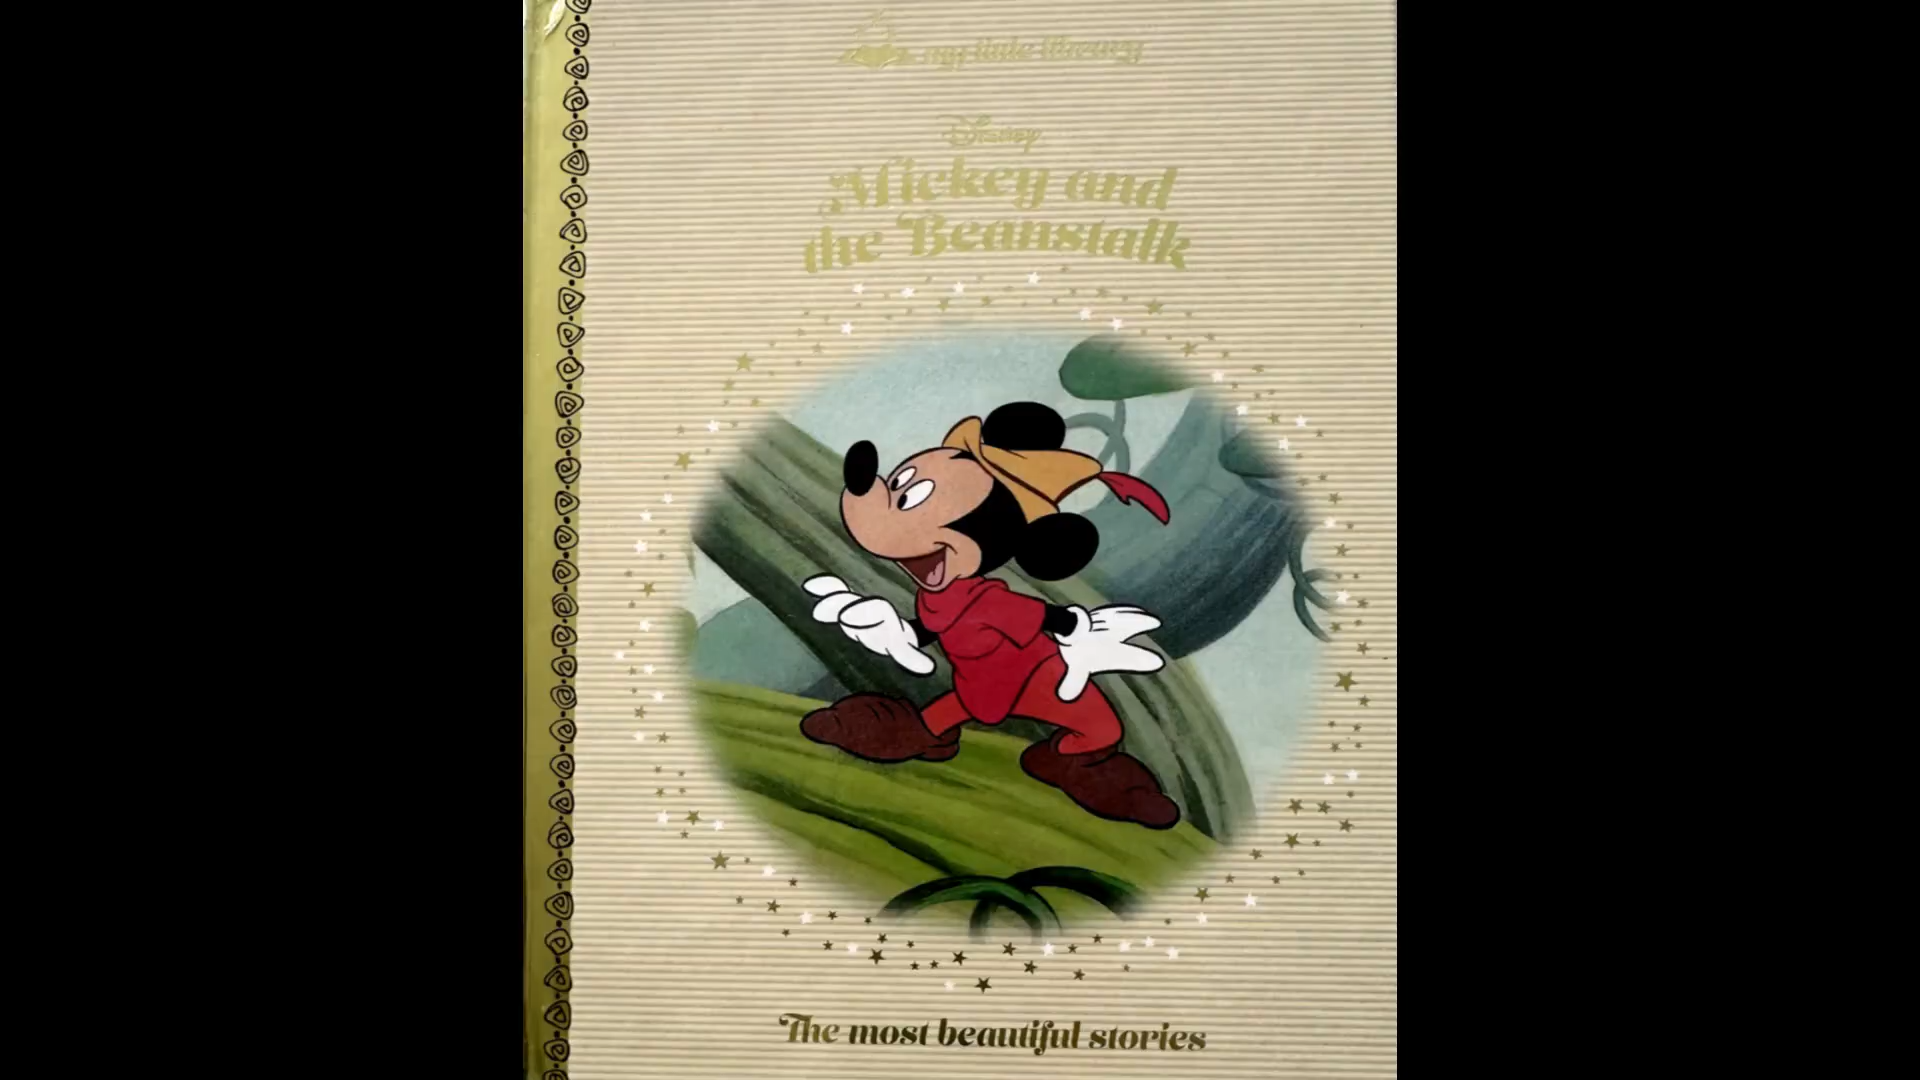 my little library
Disney
Mickey and
the Beanstalk
The most beautiful stories